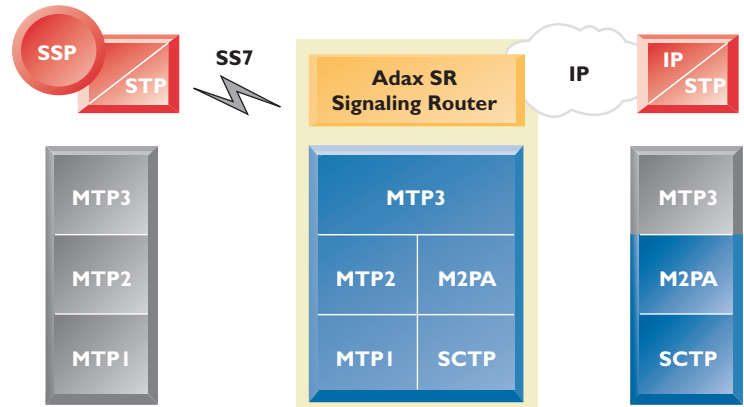 SSP
STP
SS7
Adax SR
Signaling Router
IP
IP
STP
MTP3
MTP2
MTP1
MTP3
MTP2
M2PA
MTP1
SCTP
MTP3
M2PA
SCTP